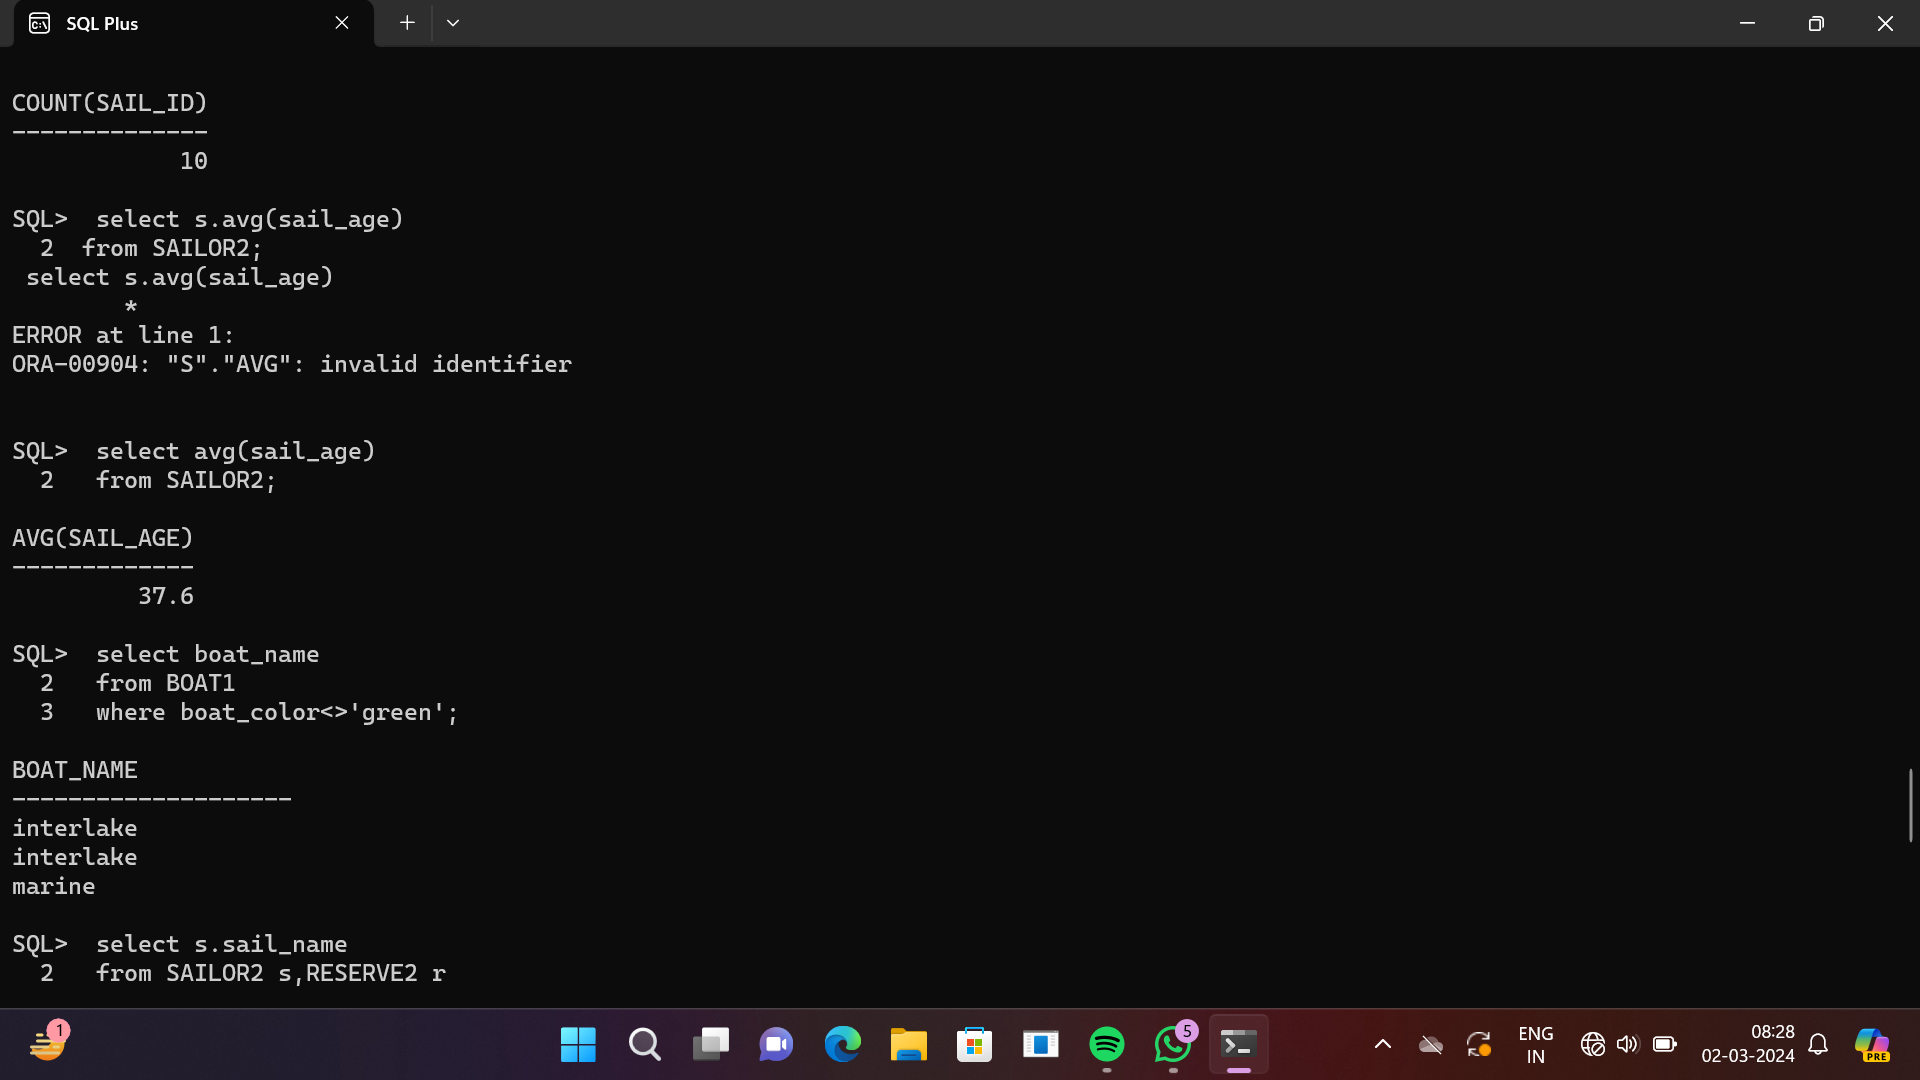 SQL Plus
COUNT(SAIL_ID)
--------------
            10
SQL>  select s.avg(sail_age)
  2  from SAILOR2;
 select s.avg(sail_age)
        *
ERROR at line 1:
ORA-00904: "S"."AVG": invalid identifier
SQL>  select avg(sail_age)
  2   from SAILOR2;
AVG(SAIL_AGE)
-------------
         37.6
SQL>  select boat_name
  2   from BOAT1
  3   where boat_color<>'green';
BOAT_NAME
--------------------
interlake
interlake
marine
SQL>  select s.sail_name
  2   from SAILOR2 s,RESERVE2 r
1
5
ENG
IN
08:28
02-03-2024
PRE